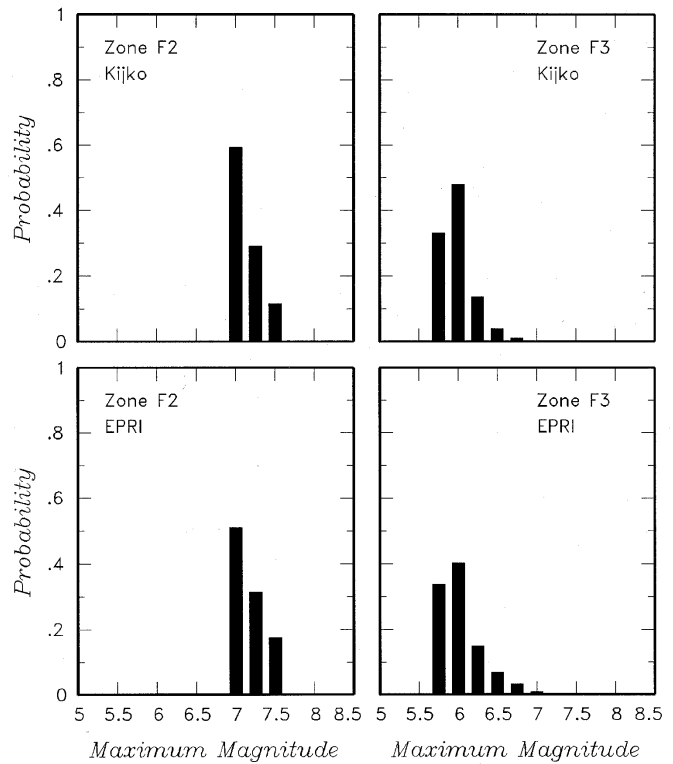 1
.8
.6
.4
.2
0
Probability
Zone F2
Kijko
Zone F3
Kijko
1
.8
.6
.4
.2
0
Probability
Zone F2
EPRI
Zone F3
EPRI
5 5.5 6 6.5 7 7.5 8 8.5
5 5.5 6 6.5 7 7.5 8 8.5
Maximum Magnitude
Maximum Magnitude